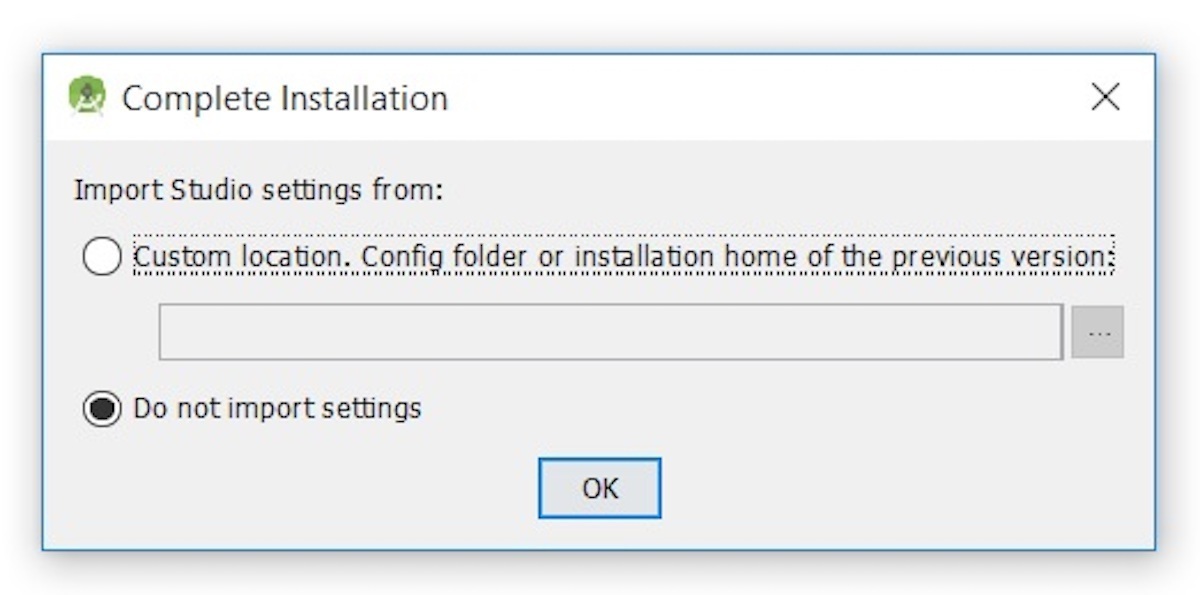 Complete Installation
Import Studio settings from:
Custom location. Config folder or installation home of the previous version:
...
Do not import settings
OK